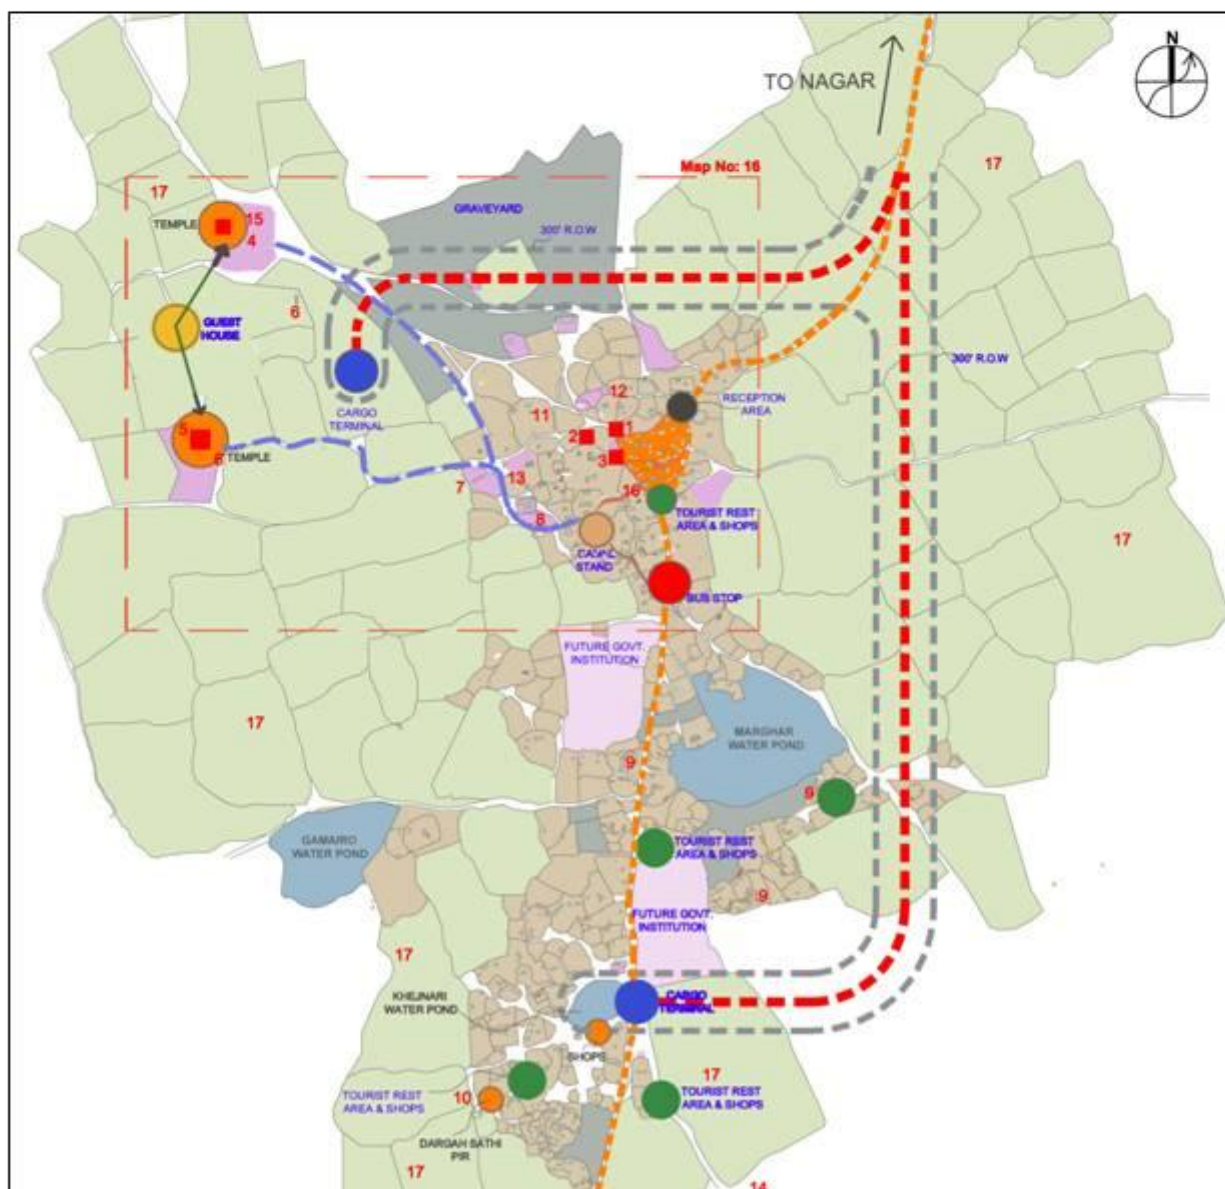 N
TO NAGAR
Map No: 16
17
17
GRAVEYARD
TEMPLE
15
4
300' R.O.W
6
GUEST
HOUSE
300' R.O.W
CARGO
TERMINAL
12
RECEPTION
AREA
11
1
2
3
5
6
TEMPLE
13
7
16
8
TOURIST REST
AREA & SHOPS
17
STAND
BUS STOP
FUTURE GOVT.
INSTITUTION
17
MARGHAR
WATER POND
9
9
GAMAIRO
WATER POND
TOURIST REST
AREA & SHOPS
9
FUTURE GOVT.
INSTITUTION
17
KHEJNARI
WATER POND
CARGO
TERMINAL
SHOPS
17
TOURIST REST
AREA & SHOPS
10
TOURIST REST
AREA & SHOPS
DARGAH SATHI
PIR
17
14